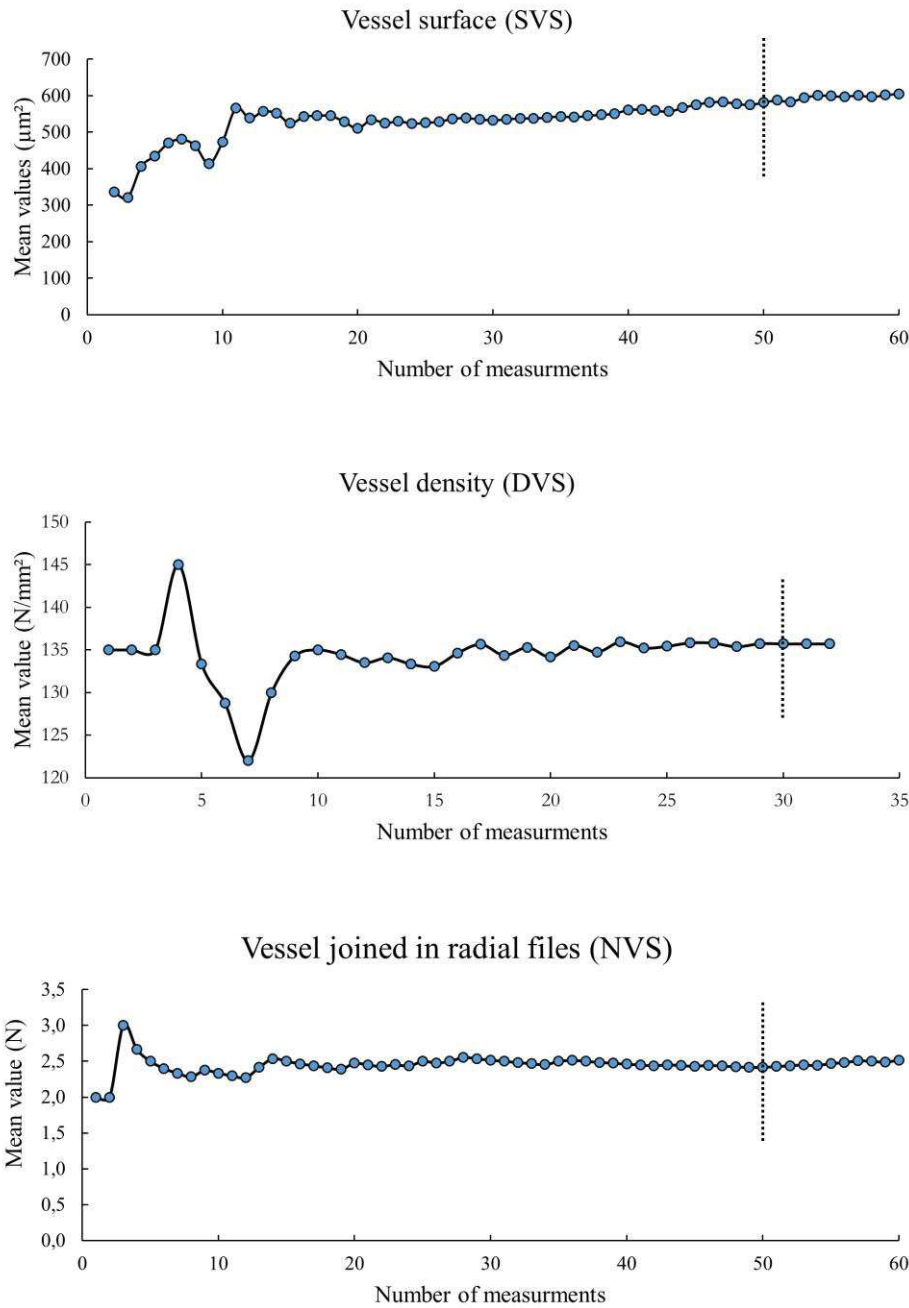 Vessel surface (SVS)
Mean values (µm²)
700
600
500
400
300
200
100
0
0 10 20 30 40 50 60
Number of measurments
Vessel density (DVS)
Mean value (N/mm²)
150
145
140
135
130
125
120
0 5 10 15 20 25 30 35
Number of measurments
Vessel joined in radial files (NVS)
Mean value (N)
3,5
3,0
2,5
2,0
1,5
1,0
0,5
0,0
0 10 20 30 40 50 60
Number of measurments